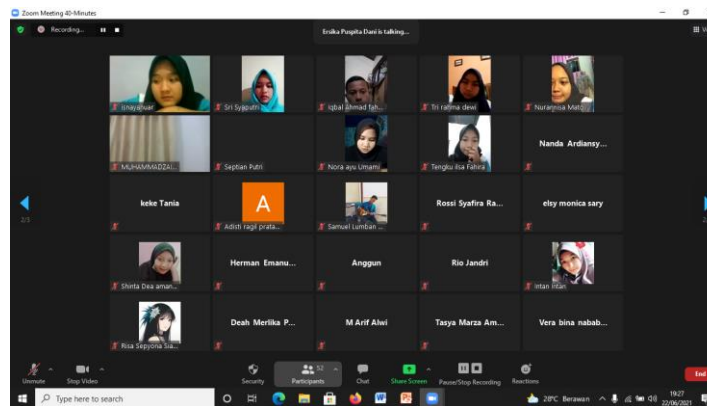 Zoom Meeting 40-Minutes
Recording...
Ersika Puspita Dani is talking...
Sri Syaputri
Iqbal Ahmad fah...
Tri rahma dewi
MUHAMMADZAI...
Septian Putri
Nora ayu Umami
Tengku ilsa Fahira
Nanda Ardiansy...
2/3
keke Tania
A
Adisti ragil prata...
Samuel Lumban ...
Rossi Syafira Ra...
elsy monica sary
Shinta Dea aman...
Herman Emanu...
Anggun
Rio Jandri
Intan Intan
Risa Sepyona Sia...
Deah Merlika P...
M Arif Alwi
Tasya Marza Am...
Vera bina nabab...
Unmute
Stop Video
Security
52
Participants
Chat
Share Screen
Pause/Stop Recording
Reactions
End
Type here to search
28°C Berawan
19:27
22/06/2021